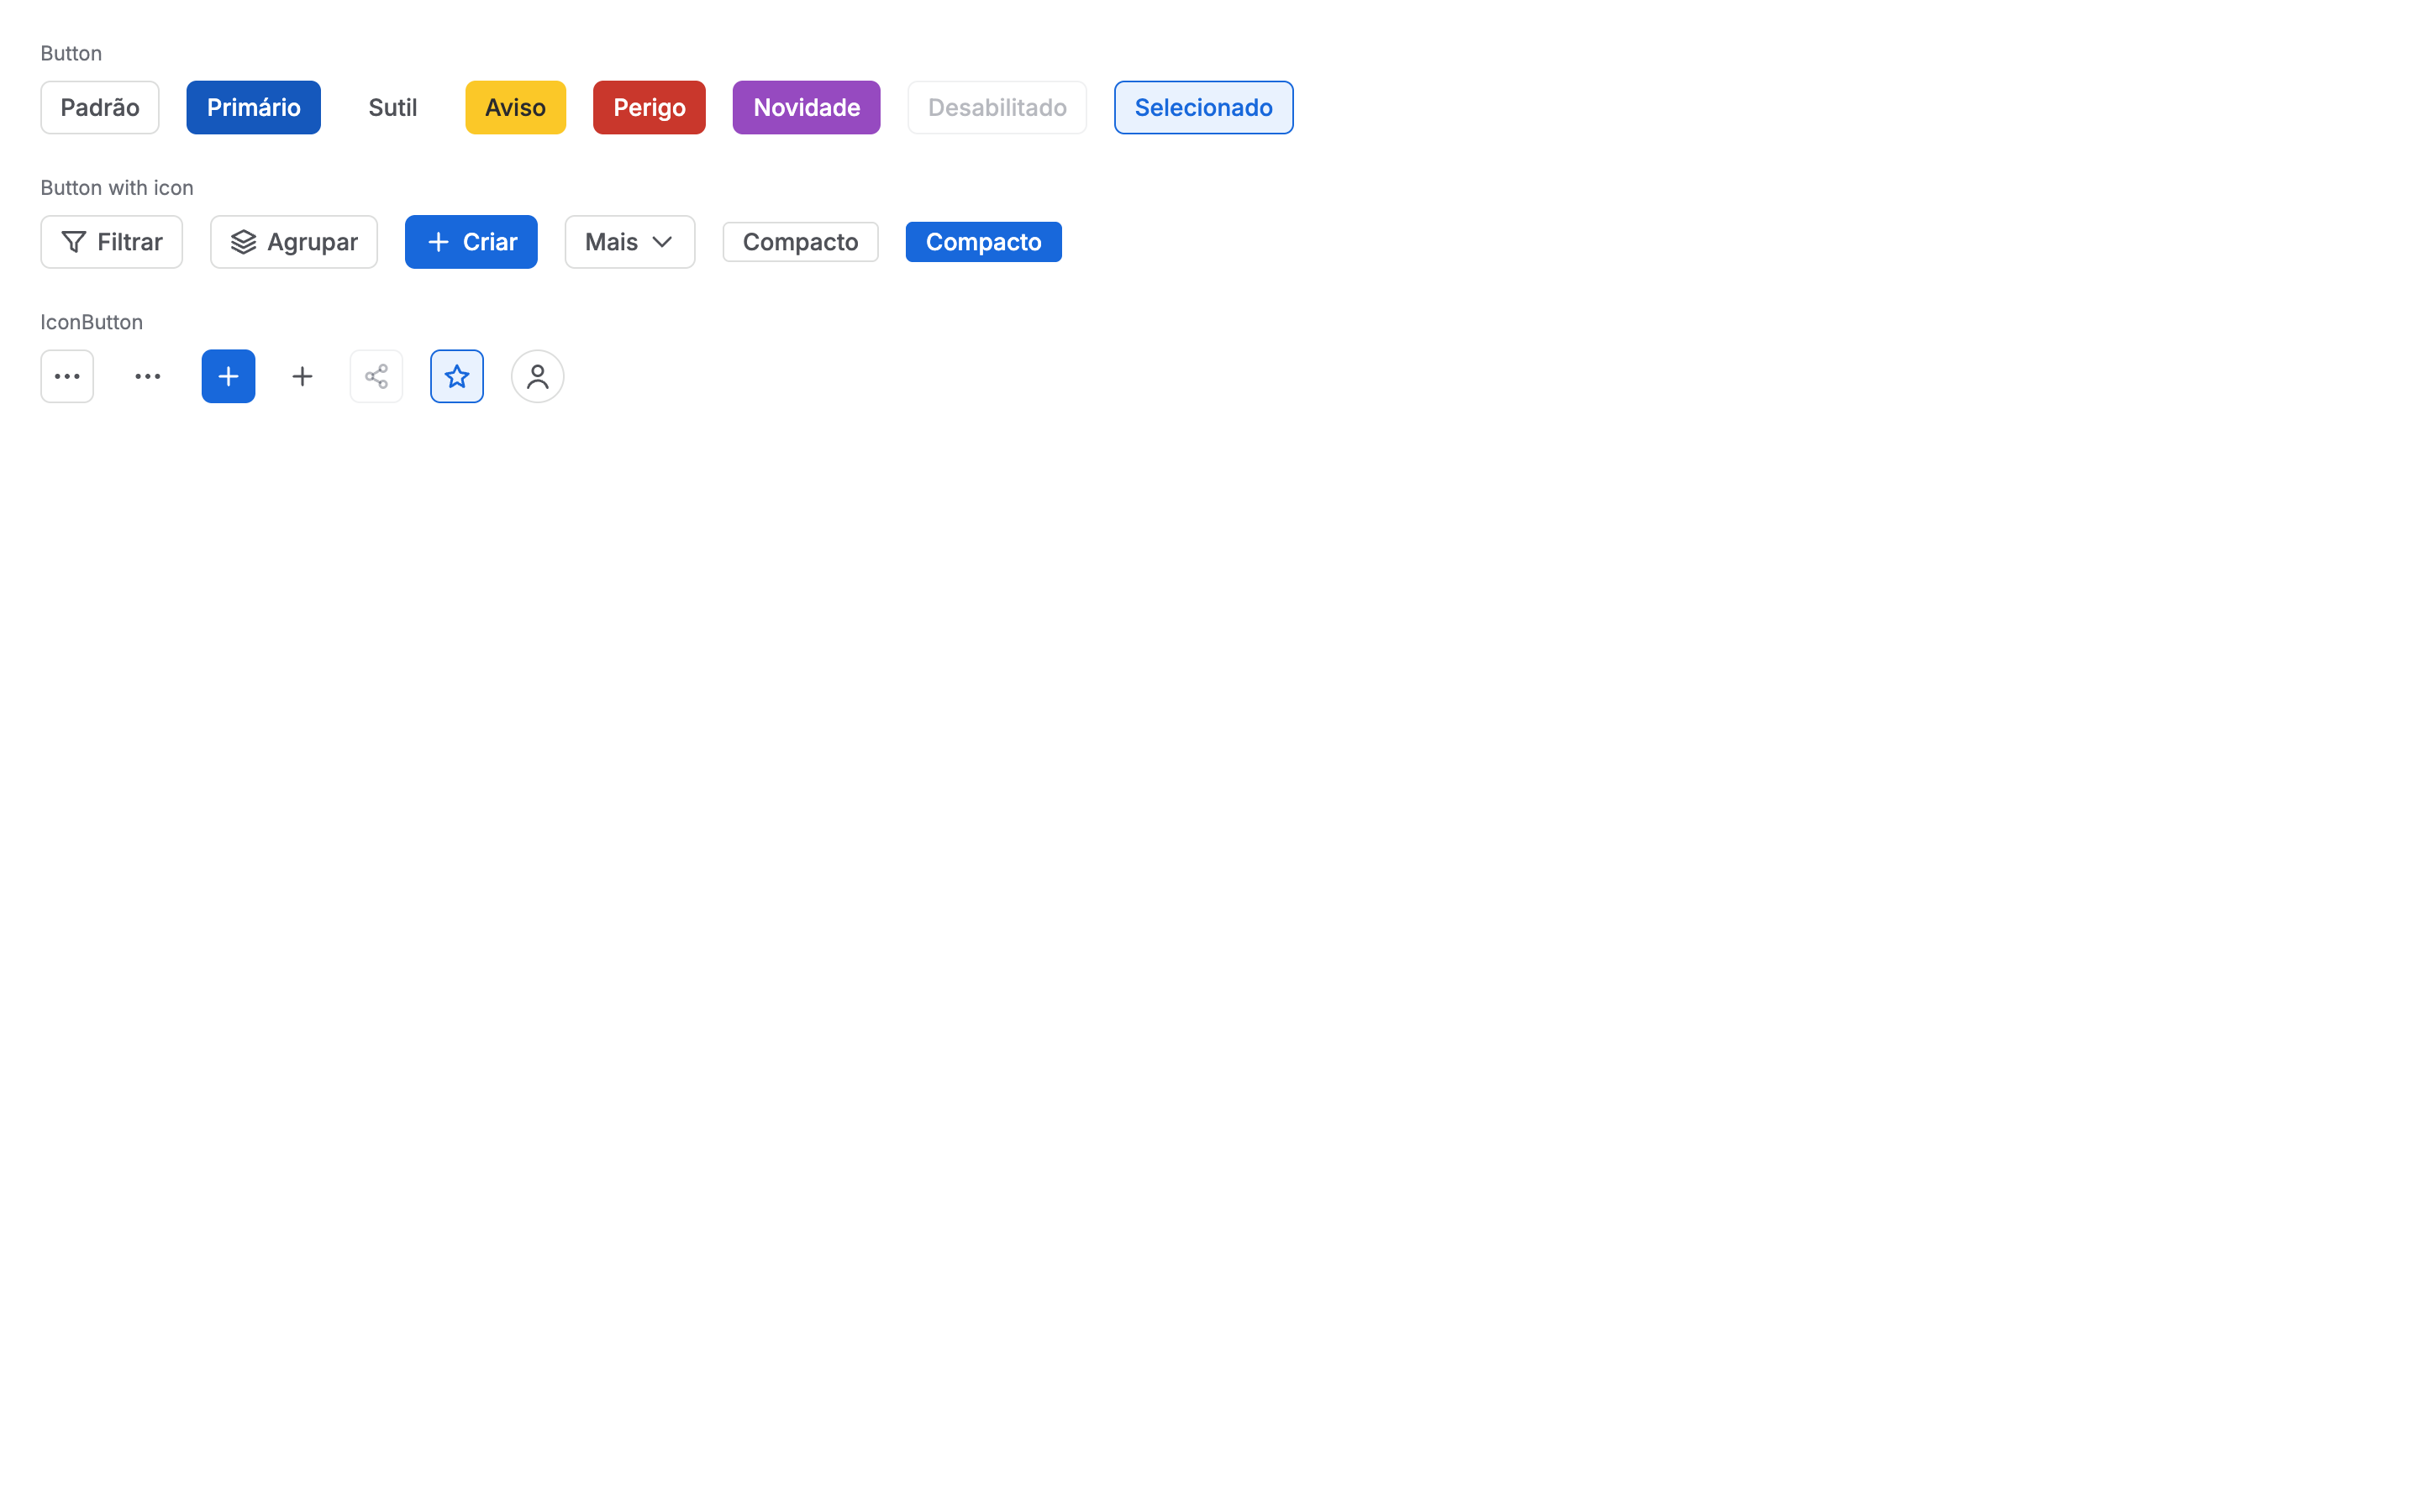 Button
Padrão Primário Sutil Aviso Perigo Novidade Desabilitado Selecionado
Button with icon
Filtrar Agrupar Criar Mais Compacto Compacto
IconButton